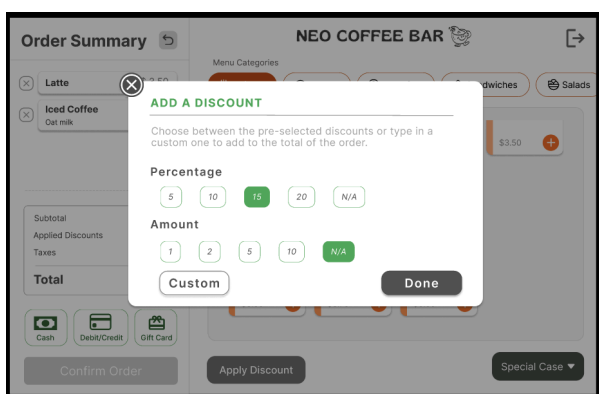 Order Summary
NEO COFFEE BAR
Menu Categories
Latte
Iced Coffee
Oat milk
Salads
$3.50
ADD A DISCOUNT
Choose between the pre-selected discounts or type in a
custom one to add to the total of the order.
Percentage
5 10 15 20 N/A
Amount
1 2 5 10 N/A
Custom Done
Subtotal
Applied Discounts
Taxes
Total
Cash Debit/Credit Gift Card
Confirm Order
Apply Discount
Special Case